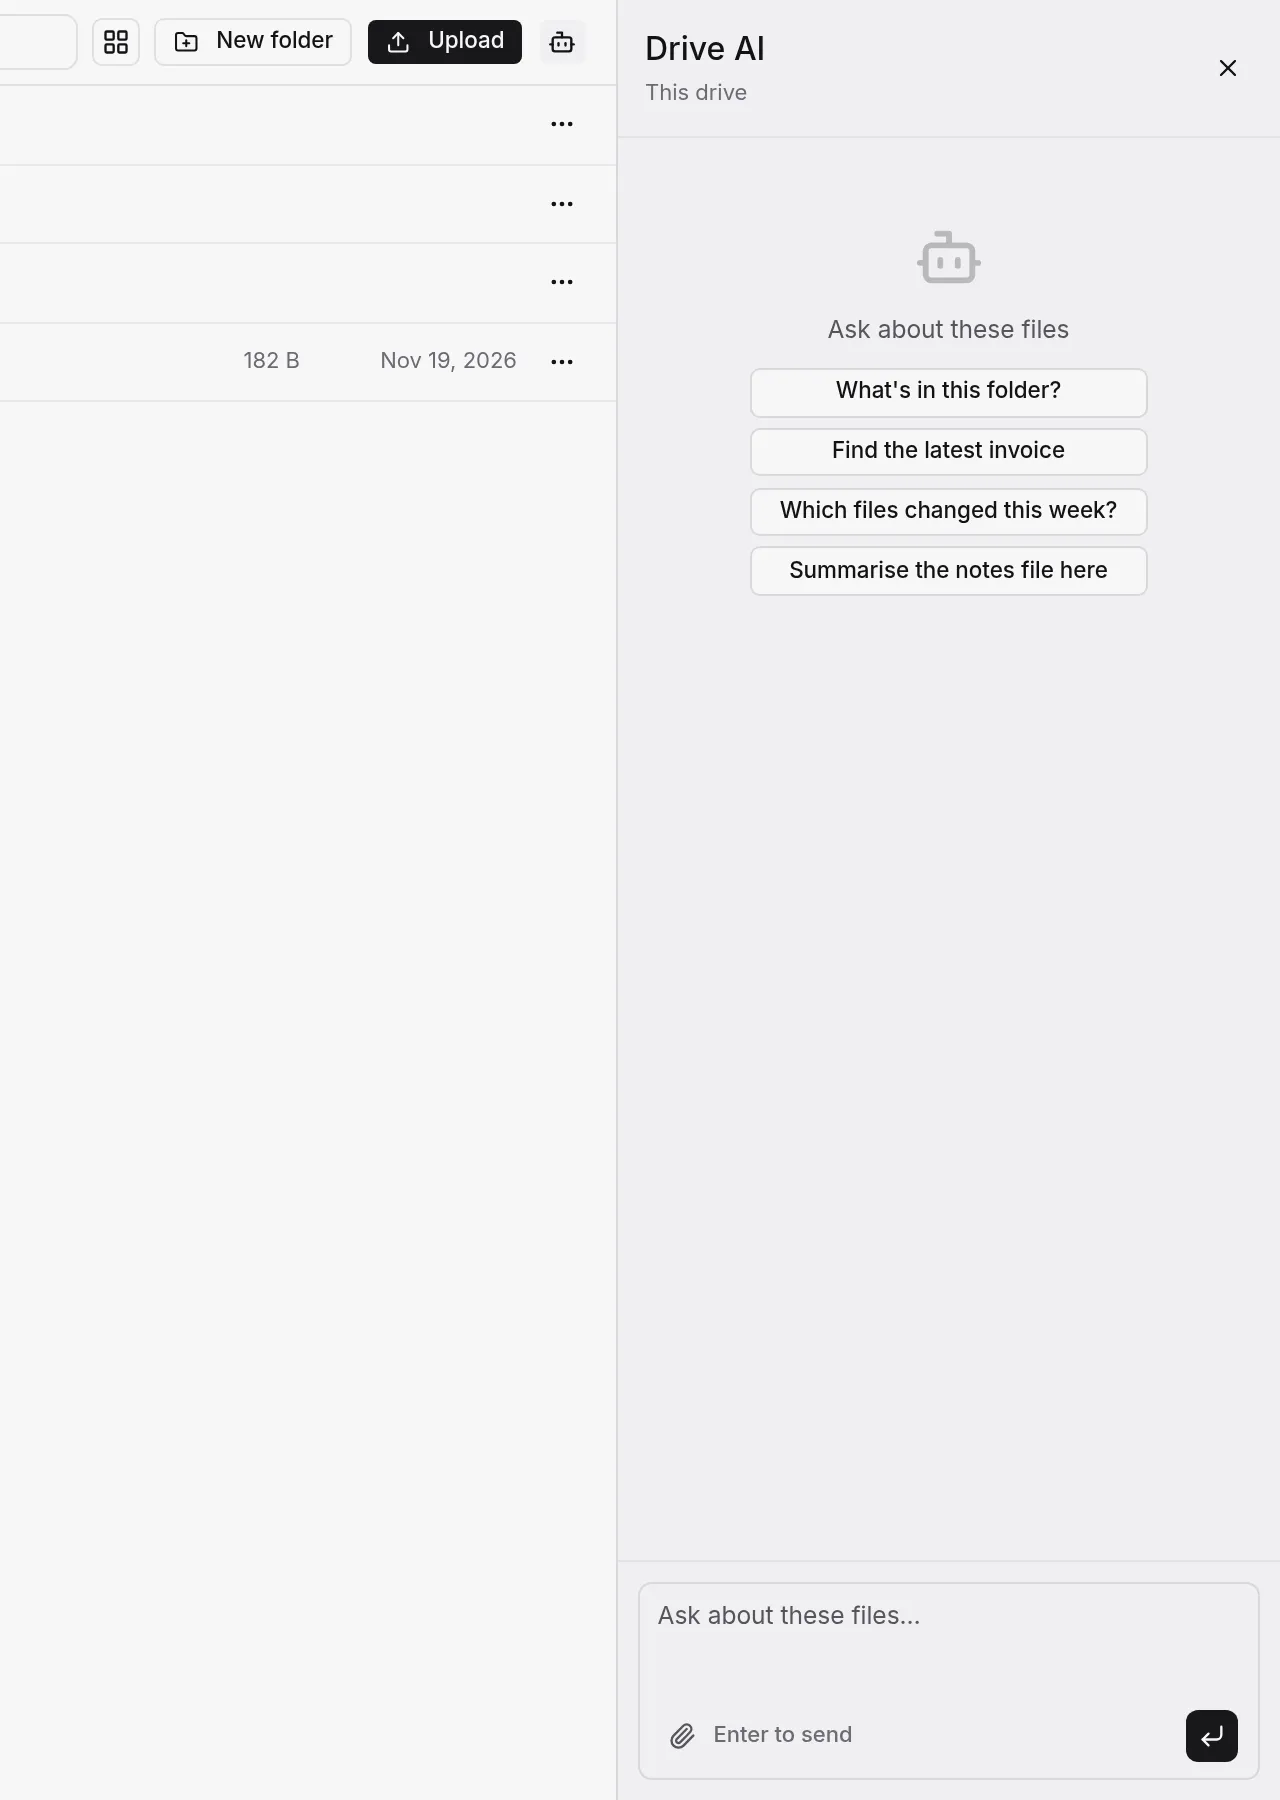 New folder
Upload
182 B
Nov 19, 2026
Drive AI
This drive
Ask about these files
What's in this folder?
Find the latest invoice
Which files changed this week?
Summarise the notes file here
Ask about these files...
Enter to send